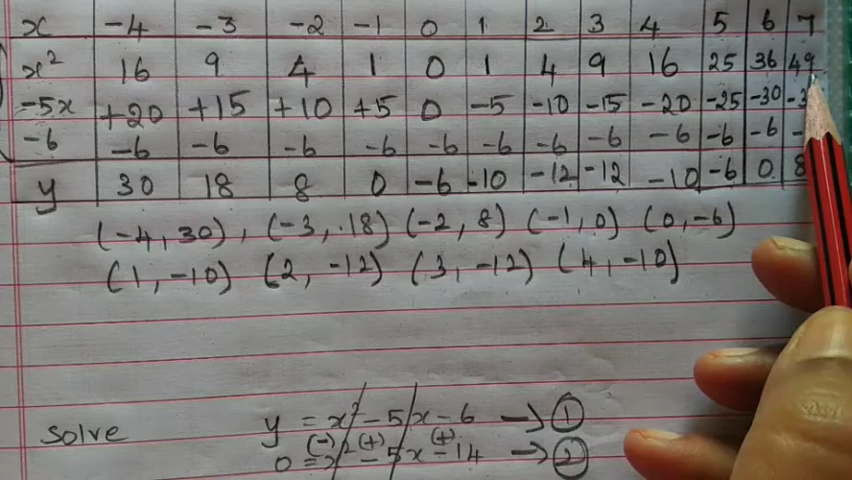 x -4 -3 -2 -1 0 1 2 3 4 5 6 7
x² 16 9 4 1 0 1 4 9 16 25 36 49
-5x +20 +15 +10 +5 0 -5 -10 -15 -20 -25 -30
-6 -6 -6 -6 -6 -6 -6 -6 -6 -6 -6 -6
y 30 18 8 0 -6 -10 -12 -12 -10 -6 0 8
(-4, 30), (-3, 18) (-2, 8) (-1, 0) (0, -6)
(1, -10) (2, -12) (3, -12) (4, -10)
solve y = x² - 5x - 6 → ①
(-) (+) (+)
0 = x² - 5x - 14 → ②